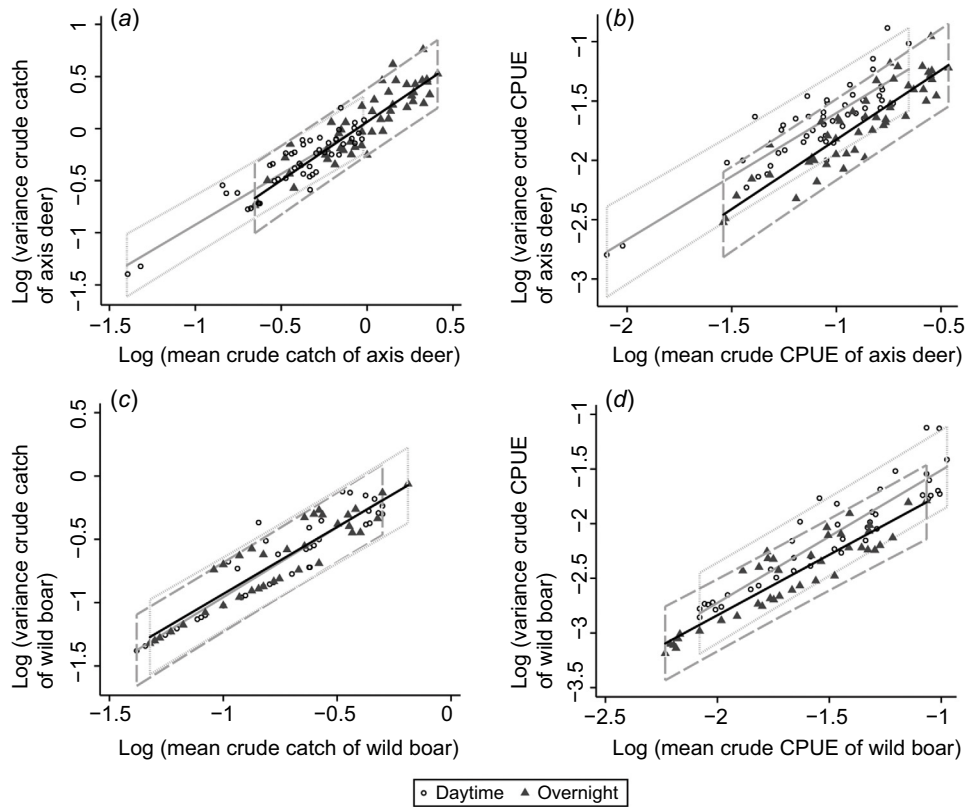 (a)
Log (variance crude catch
of axis deer)
1
0.5
0
−0.5
−1
−1.5
−1.5 −1 −0.5 0 0.5
Log (mean crude catch of axis deer)
(b)
Log (variance crude CPUE
of axis deer)
−1
−1.5
−2
−2.5
−3
−2 −1.5 −1 −0.5
Log (mean crude CPUE of axis deer)
(c)
Log (variance crude catch
of wild boar)
0.5
0
−0.5
−1
−1.5
−1.5 −1 −0.5 0
Log (mean crude catch of wild boar)
(d)
Log (variance crude CPUE
of wild boar)
−1
−1.5
−2
−2.5
−3
−3.5
−2.5 −2 −1.5 −1
Log (mean crude CPUE of wild boar)
Daytime Overnight